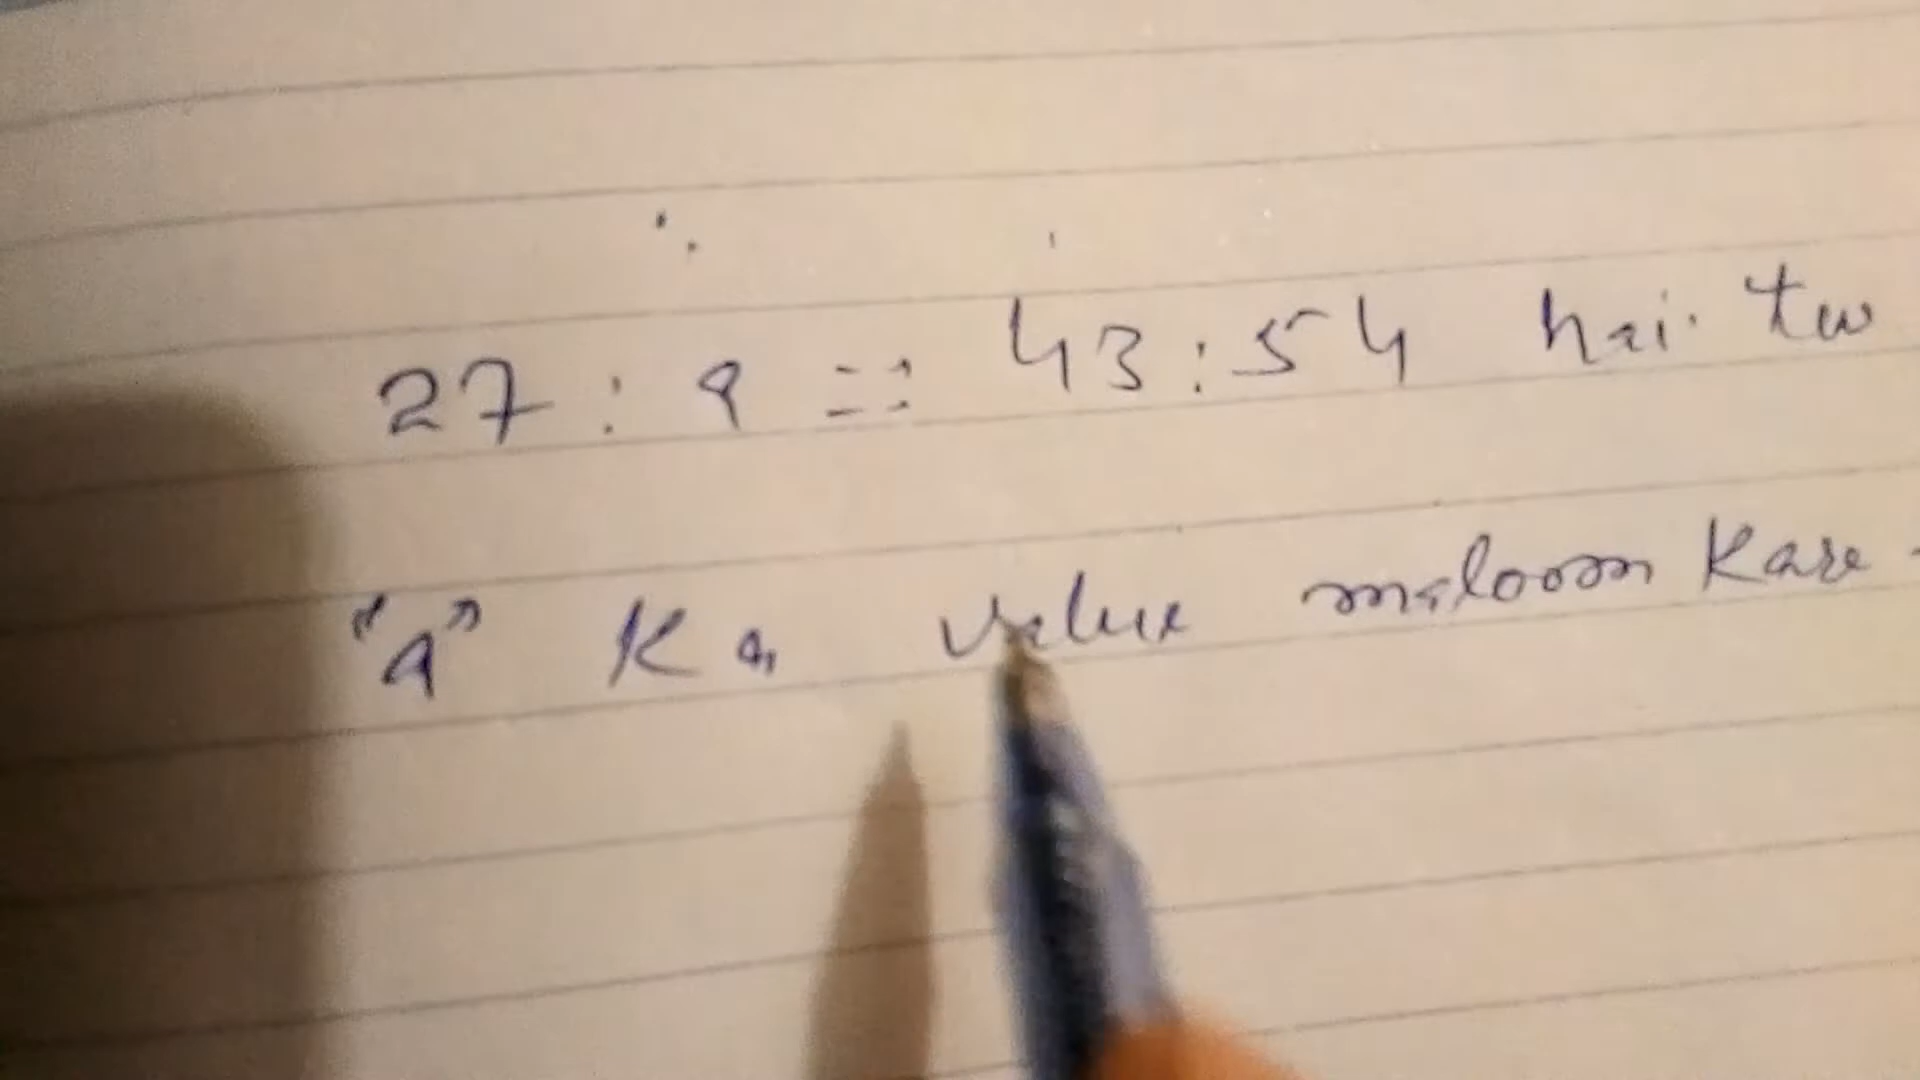 27 : q = : 43 : 54 hai. tw
"q" Ka value maloom Kare -